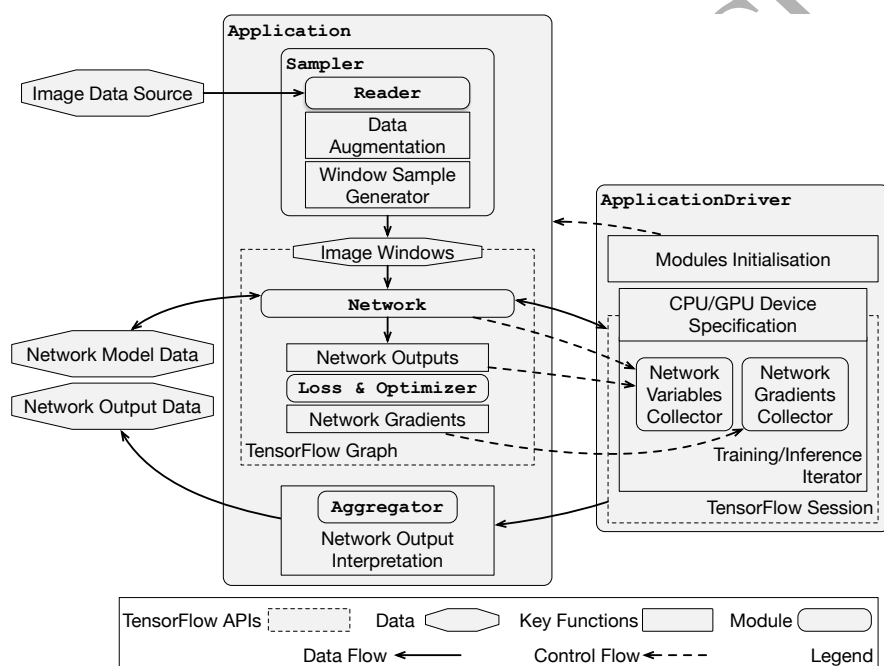 Application
Sampler
Image Data Source
Reader
Data
Augmentation
Window Sample
Generator
ApplicationDriver
Image Windows
Modules Initialisation
Network
CPU/GPU Device
Specification
Network Model Data
Network Outputs
Network
Variables
Collector
Network
Gradients
Collector
Loss & Optimizer
Network Output Data
Network Gradients
TensorFlow Graph
Training/Inference
Iterator
TensorFlow Session
Aggregator
Network Output
Interpretation
TensorFlow APIs
Data
Key Functions
Module
Data Flow
Control Flow
Legend